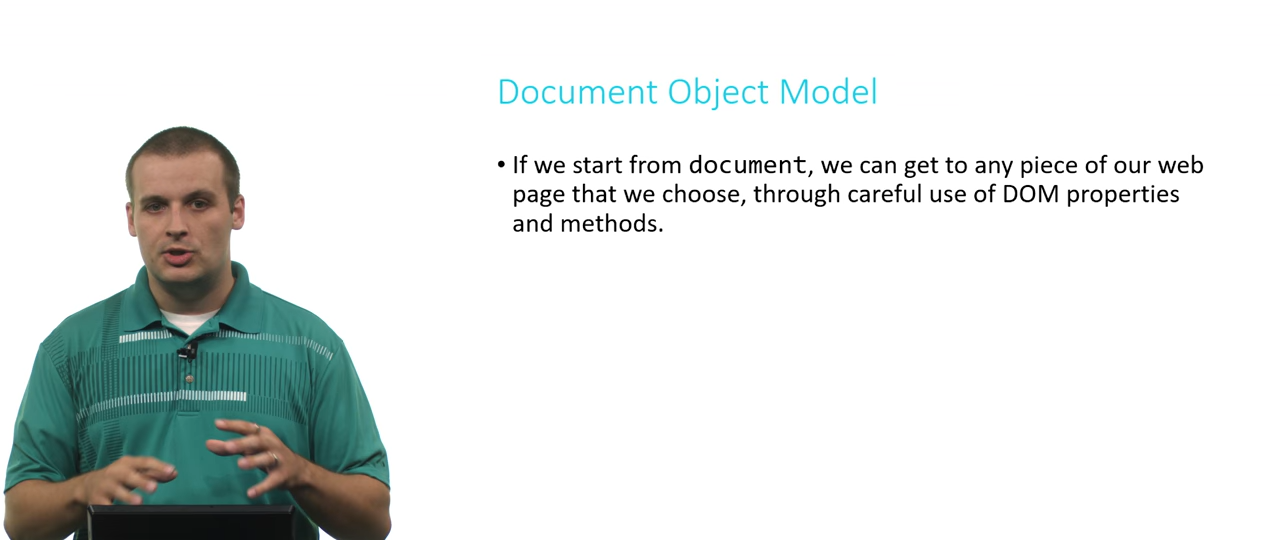 Document Object Model
• If we start from document, we can get to any piece of our web
page that we choose, through careful use of DOM properties
and methods.